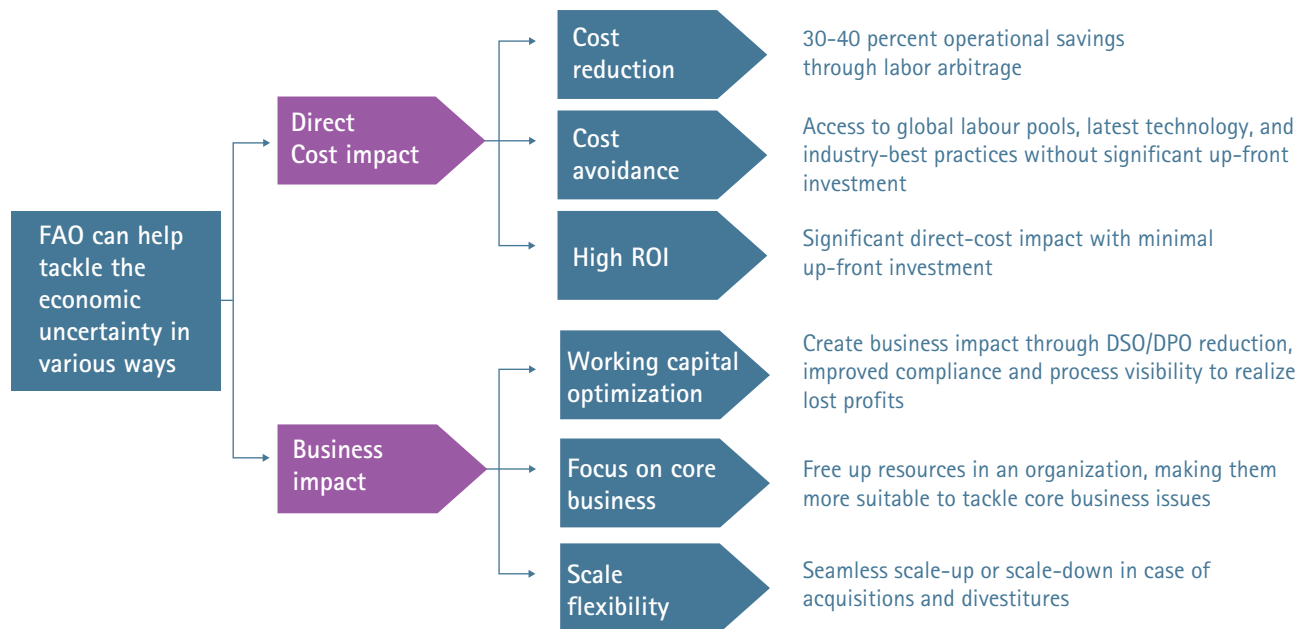 FAO can help
tackle the
economic
uncertainty in
various ways
Direct
Cost impact
Cost
reduction
30-40 percent operational savings
through labor arbitrage
Cost
avoidance
Access to global labour pools, latest technology, and
industry-best practices without significant up-front
investment
High ROI
Significant direct-cost impact with minimal
up-front investment
Business
impact
Working capital
optimization
Create business impact through DSO/DPO reduction,
improved compliance and process visibility to realize
lost profits
Focus on core
business
Free up resources in an organization, making them
more suitable to tackle core business issues
Scale
flexibility
Seamless scale-up or scale-down in case of
acquisitions and divestitures